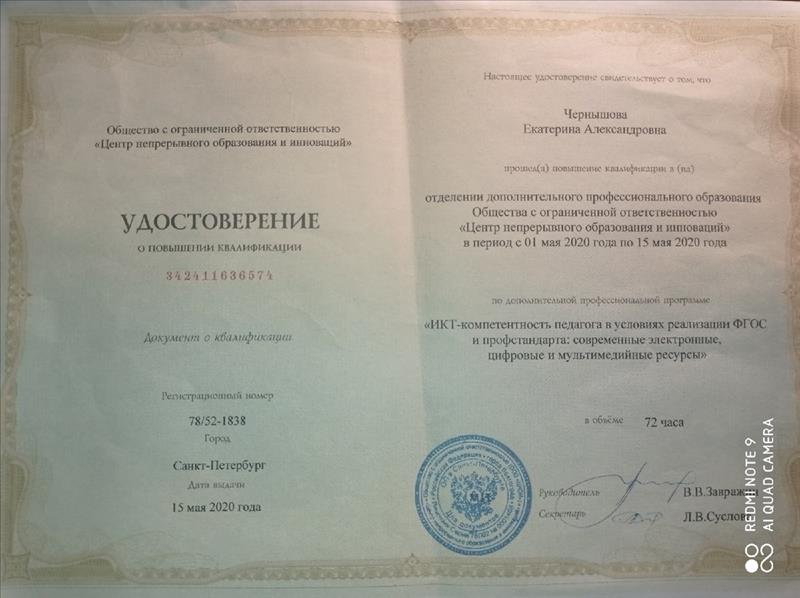 Общество с ограниченной ответственностью
«Центр непрерывного образования и инноваций»
УДОСТОВЕРЕНИЕ
О ПОВЫШЕНИИ КВАЛИФИКАЦИИ
342411636574
Документ о квалификации
Регистрационный номер
78/52-1838
Город
Санкт-Петербург
Дата выдачи
15 мая 2020 года
Настоящее удостоверение свидетельствует о том, что
Чернышова
Екатерина Александровна
прошел(а) повышение квалификации в (на)
отделении дополнительного профессионального образования
Общества с ограниченной ответственностью
«Центр непрерывного образования и инноваций»
в период с 01 мая 2020 года по 15 мая 2020 года
по дополнительной профессиональной программе
«ИКТ-компетентность педагога в условиях реализации ФГОС
и профстандарта: современные электронные,
цифровые и мультимедийные ресурсы»
в объёме 72 часа
Руководитель В.В.Завраж
Секретарь Л.В.Сусло
Для документов
REDMI NOTE 9
AI QUAD CAMERA